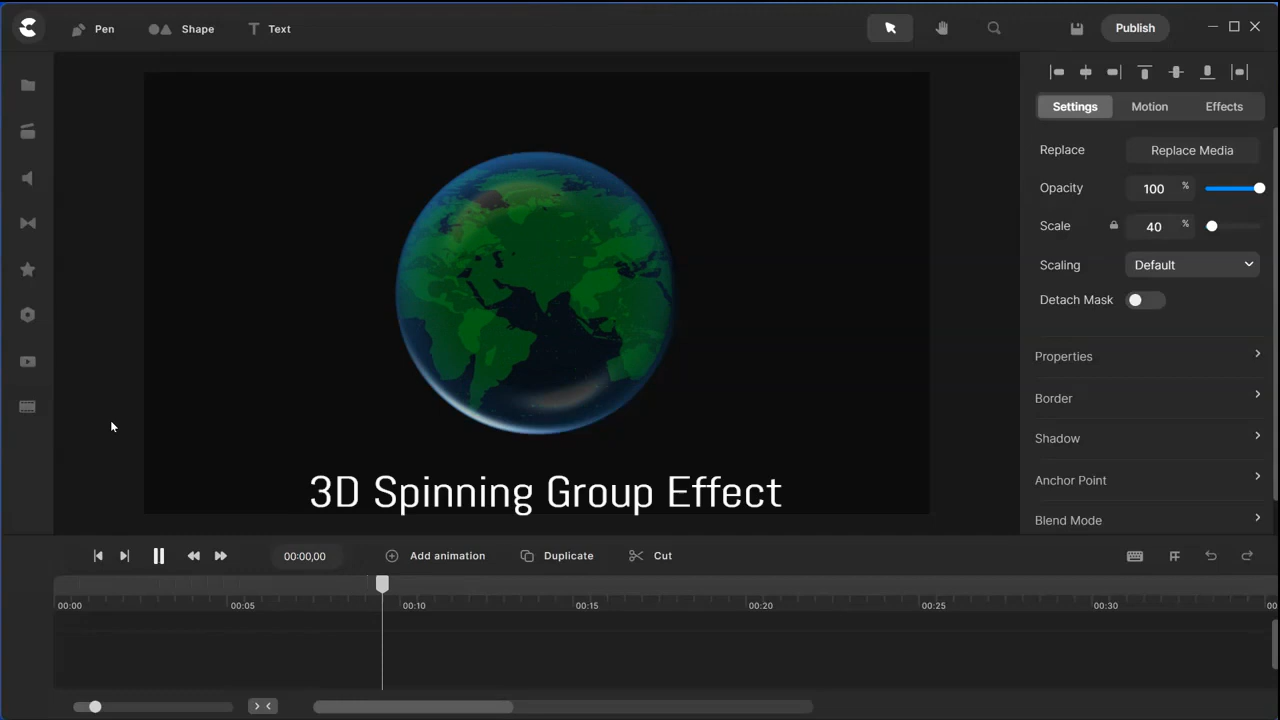 Pen
Shape
Text
Publish
Settings
Motion
Effects
Replace
Replace Media
Opacity
100 %
Scale
40 %
Scaling
Default
Detach Mask
Properties
Border
Shadow
Anchor Point
Blend Mode
3D Spinning Group Effect
00:00,00
Add animation
Duplicate
Cut
00:00
00:05
00:10
00:15
00:20
00:25
00:30
00